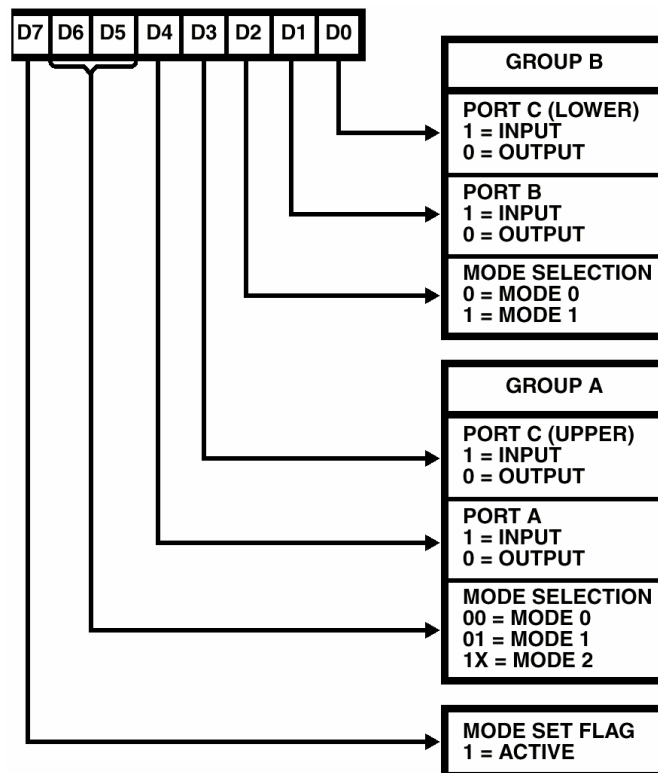 D7 D6 D5 D4 D3 D2 D1 D0
GROUP B
PORT C (LOWER)
1 = INPUT
0 = OUTPUT
PORT B
1 = INPUT
0 = OUTPUT
MODE SELECTION
0 = MODE 0
1 = MODE 1
GROUP A
PORT C (UPPER)
1 = INPUT
0 = OUTPUT
PORT A
1 = INPUT
0 = OUTPUT
MODE SELECTION
00 = MODE 0
01 = MODE 1
1X = MODE 2
MODE SET FLAG
1 = ACTIVE